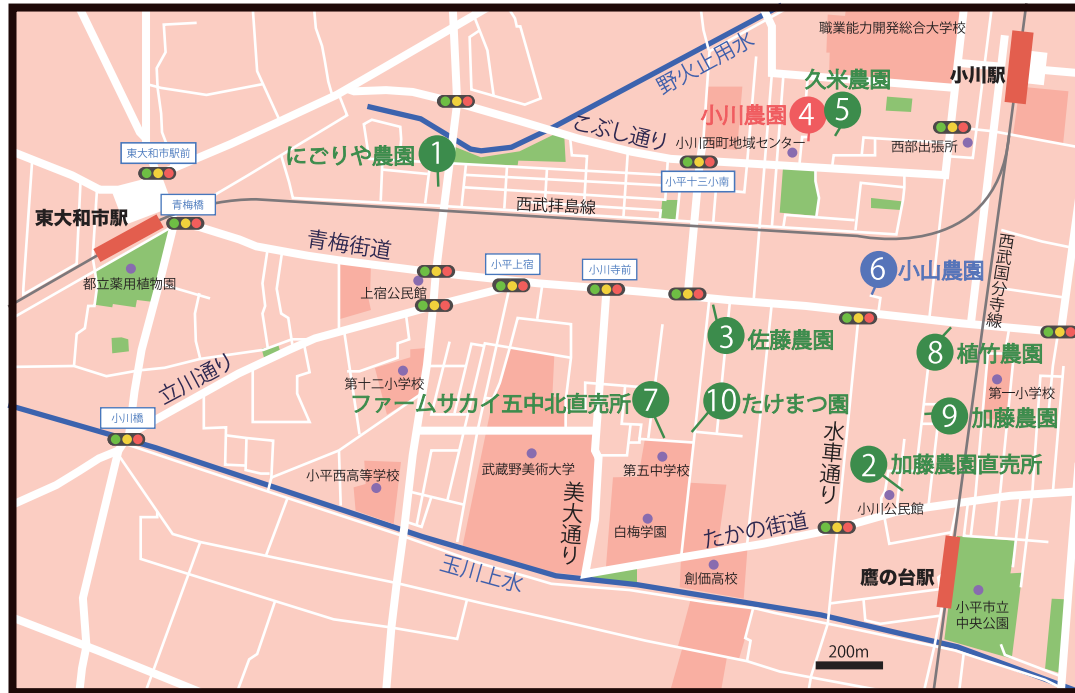 職業能力開発総合大学校
小川駅
久米農園
5
小川農園
4
野火止用水
こぶし通り
小川西町地域センター
西部出張所
にごりや農園
1
東大和市駅前
小平十三小南
青梅橋
東大和市駅
西武拝島線
青梅街道
小平上宿
小川寺前
6
小山農園
西武国分寺線
都立薬用植物園
上宿公民館
3
佐藤農園
8
植竹農園
立川通り
第十二小学校
第一小学校
ファームサカイ五中北直売所
7
10
たけまつ園
9
加藤農園
小川橋
水車通り
2
加藤農園直売所
小平西高等学校
武蔵野美術大学
第五中学校
小川公民館
美大通り
白梅学園
たかの街道
玉川上水
創価高校
鷹の台駅
小平市立
中央公園
200m